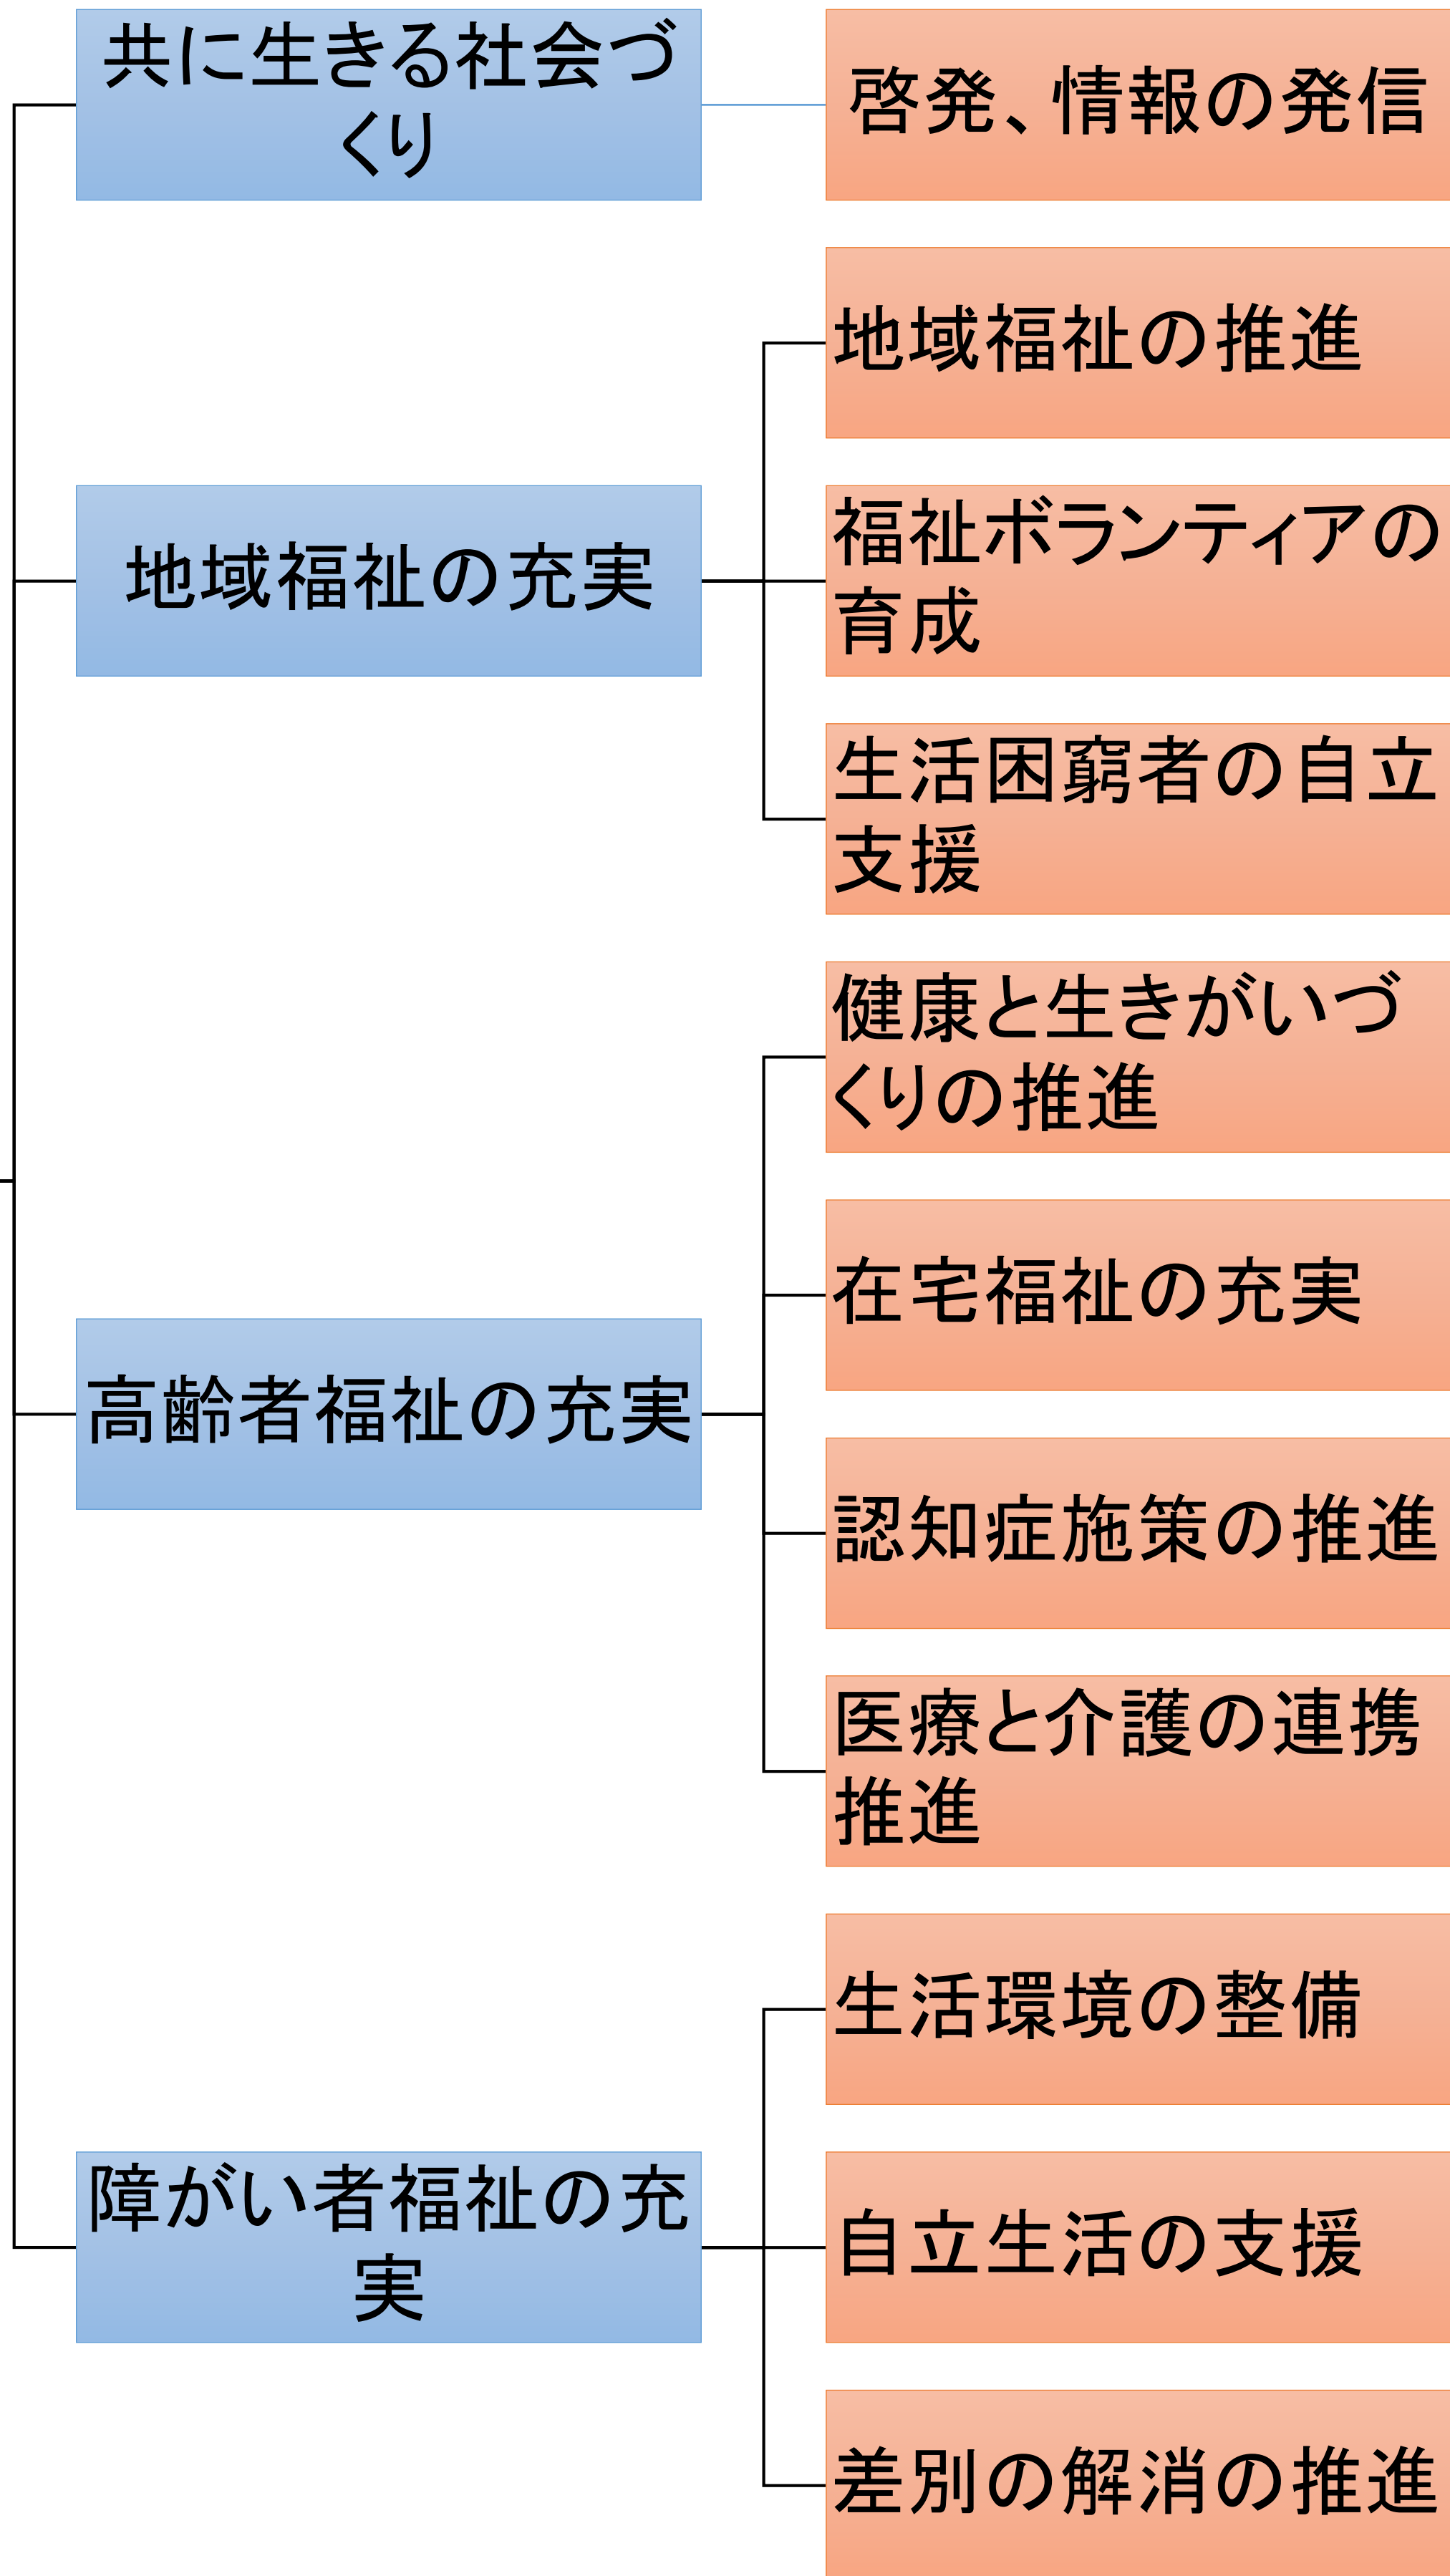 共に生きる社会づ
くり
啓発、情報の発信
地域福祉の充実
地域福祉の推進
福祉ボランティアの
育成
生活困窮者の自立
支援
高齢者福祉の充実
健康と生きがいづ
くりの推進
在宅福祉の充実
認知症施策の推進
医療と介護の連携
推進
障がい者福祉の充
実
生活環境の整備
自立生活の支援
差別の解消の推進